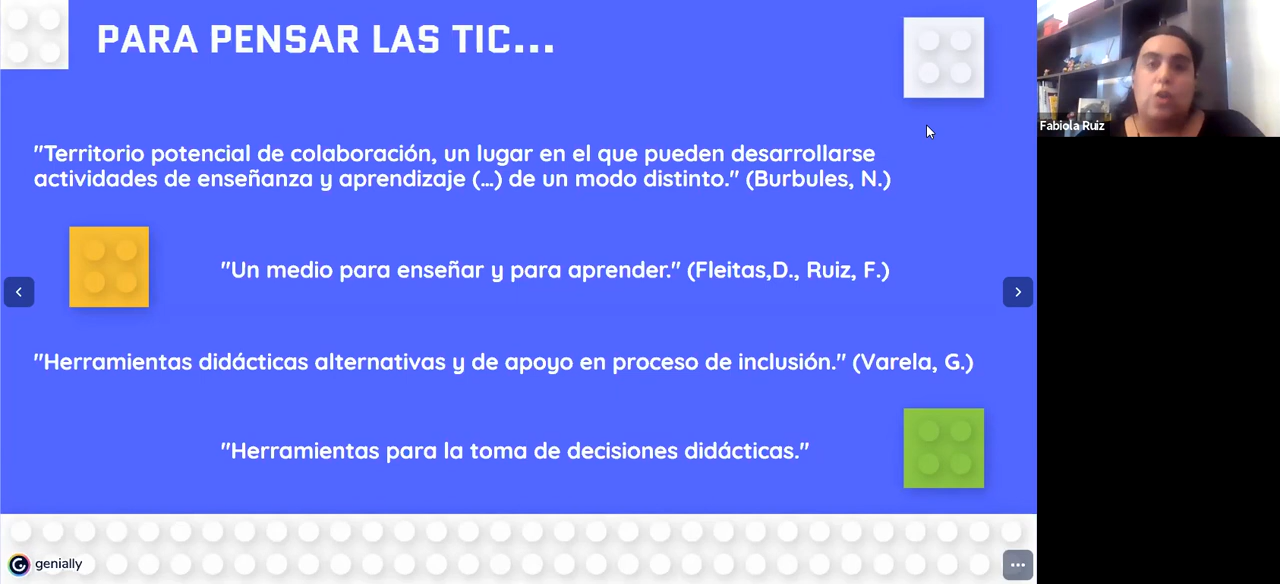 PARA PENSAR LAS TIC...
"Territorio potencial de colaboración, un lugar en el que pueden desarrollarse
actividades de enseñanza y aprendizaje (...) de un modo distinto." (Burbules, N.)
"Un medio para enseñar y para aprender." (Fleitas,D., Ruiz, F.)
"Herramientas didácticas alternativas y de apoyo en proceso de inclusión." (Varela, G.)
"Herramientas para la toma de decisiones didácticas."
genially
Fabiola Ruiz